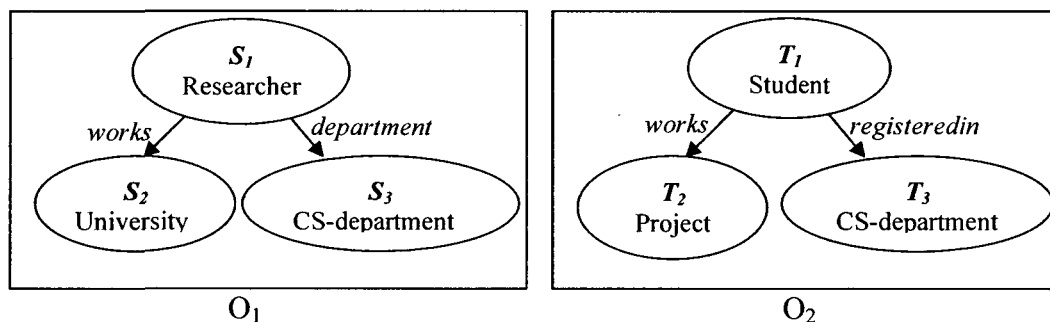 S1
Researcher
works
department
S2
University
S3
CS-department
O1
T1
Student
works
registeredin
T2
Project
T3
CS-department
O2